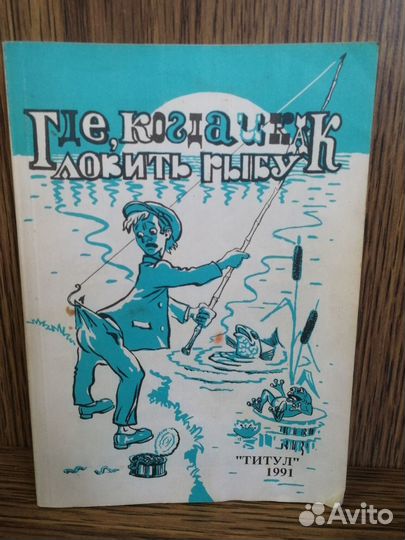 Где, когда и как
ловить рыбу
"ТИТУЛ"
1991
Avito